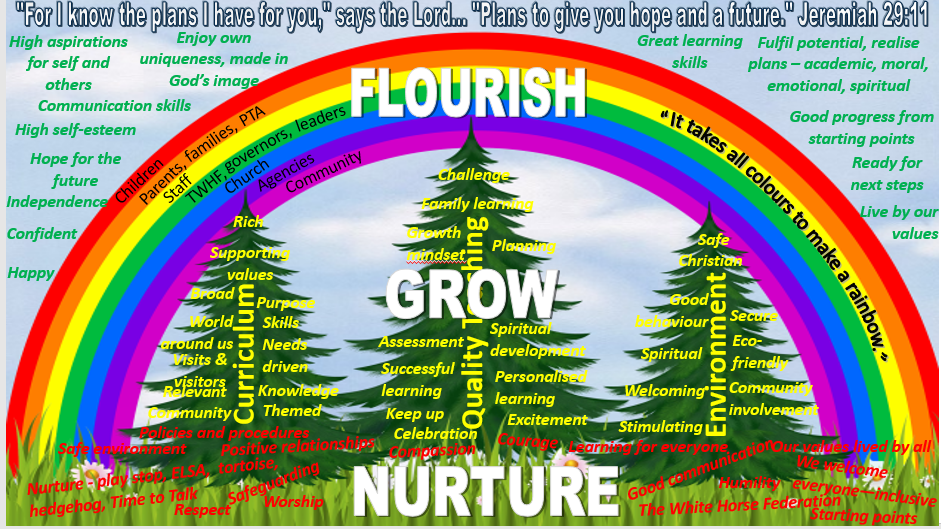 "For I know the plans I have for you," says the Lord... "Plans to give you hope and a future." Jeremiah 29:11
High aspirations
for self and
others
Enjoy own
uniqueness, made in
God's image
Communication skills
High self-esteem
Hope for the
future
Independence
Confident
Happy
Great learning
skills
Fulfil potential, realise
plans – academic, moral,
emotional, spiritual
Good progress from
starting points
Ready for
next steps
Live by our
values
FLOURISH
Children
Parents, families, PTA
Staff
TWHF, governors, leaders
Church
Agencies
Community
"It takes all colours to make a rainbow."
Rich
Supporting
values
Broad
World
around us
Visits &
visitors
Relevant
Community
Curriculum
Purpose
Skills
Needs
driven
Knowledge
Themed
Challenge
Family learning
Growth
mindset
Planning
GROW
Quality Teaching
Assessment
Successful
learning
Keep up
Celebration
Spiritual
development
Personalised
learning
Excitement
Safe
Christian
Good
behaviour
Spiritual
Welcoming
Stimulating
Environment
Secure
Eco-
friendly
Community
involvement
Policies and procedures
Safe environment
Positive relationships
Compassion
Courage
Learning for everyone
Good communication
Our values lived by all
Nurture - play stop, ELSA, tortoise,
hedgehog, Time to Talk
Respect
Safeguarding
Worship
NURTURE
Humility
We welcome
everyone—inclusive
The White Horse Federation
Starting points